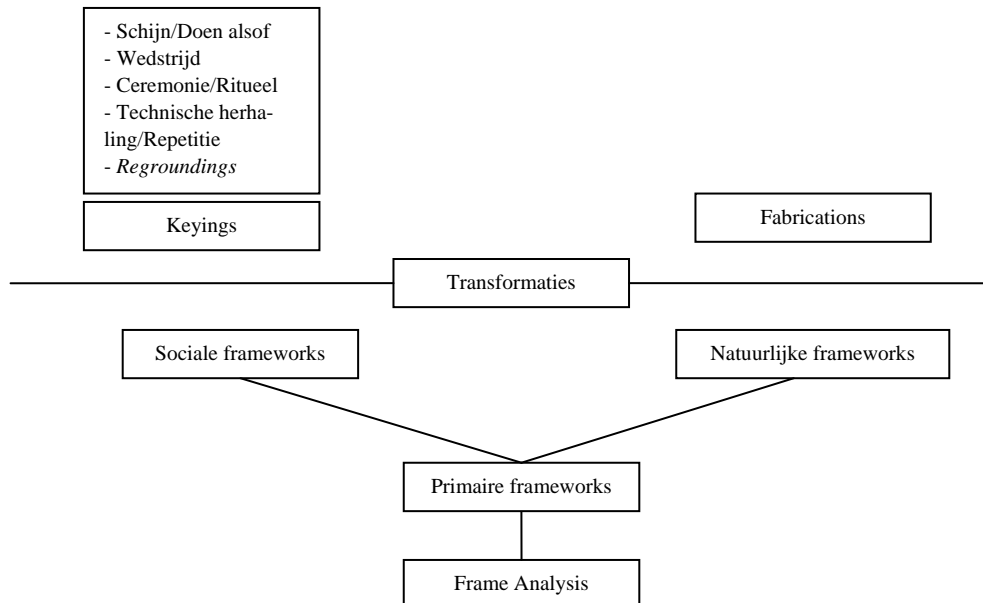 - Schijn/Doen alsof
- Wedstrijd
- Ceremonie/Ritueel
- Technische herha-
ling/Repetitie
- Regroundings
Keyings
Fabrications
Transformaties
Sociale frameworks
Natuurlijke frameworks
Primaire frameworks
Frame Analysis